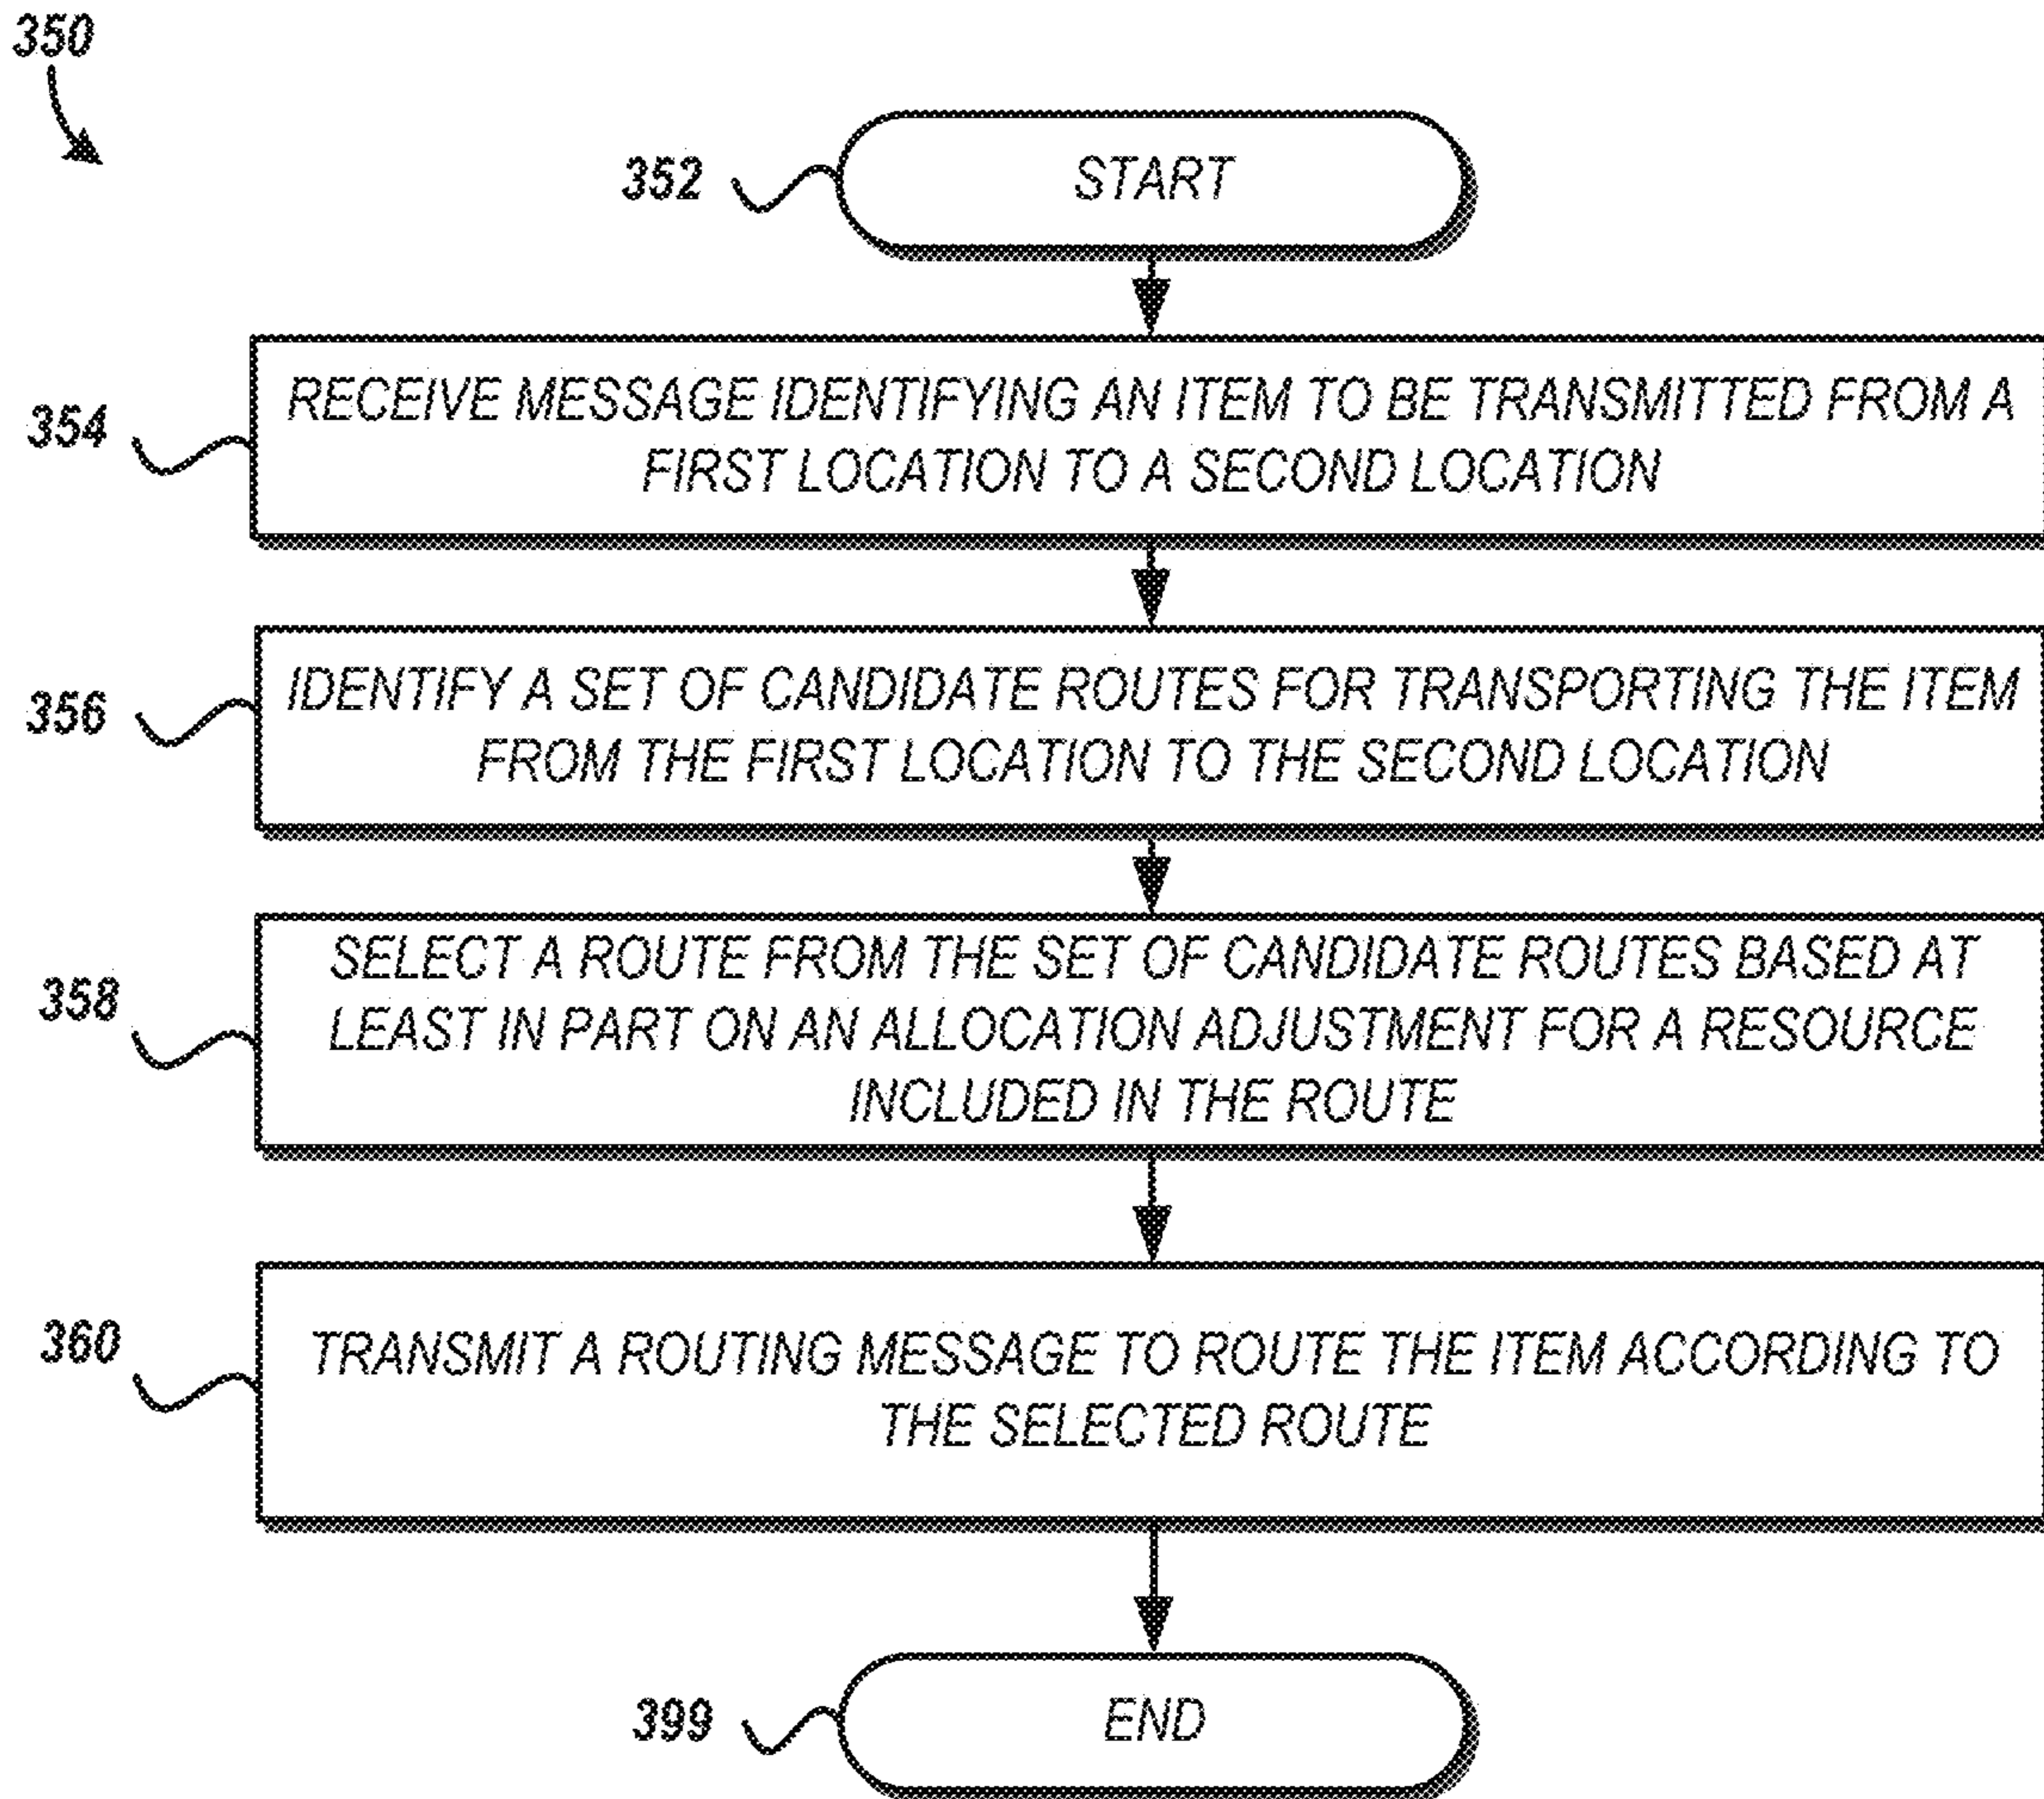 350
352
START
354
RECEIVE MESSAGE IDENTIFYING AN ITEM TO BE TRANSMITTED FROM A
FIRST LOCATION TO A SECOND LOCATION
356
IDENTIFY A SET OF CANDIDATE ROUTES FOR TRANSPORTING THE ITEM
FROM THE FIRST LOCATION TO THE SECOND LOCATION
358
SELECT A ROUTE FROM THE SET OF CANDIDATE ROUTES BASED AT
LEAST IN PART ON AN ALLOCATION ADJUSTMENT FOR A RESOURCE
INCLUDED IN THE ROUTE
360
TRANSMIT A ROUTING MESSAGE TO ROUTE THE ITEM ACCORDING TO
THE SELECTED ROUTE
399
END